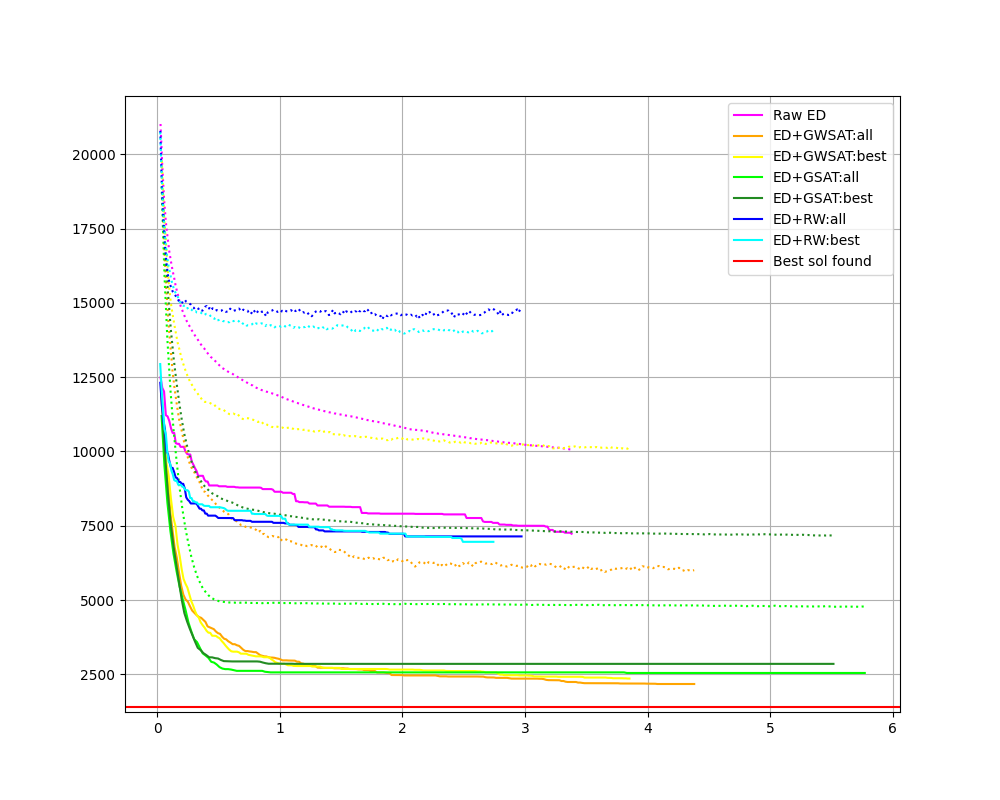 Raw ED
ED+GWSAT:all
ED+GWSAT:best
ED+GSAT:all
ED+GSAT:best
ED+RW:all
ED+RW:best
Best sol found
20000
17500
15000
12500
10000
7500
5000
2500
0 1 2 3 4 5 6